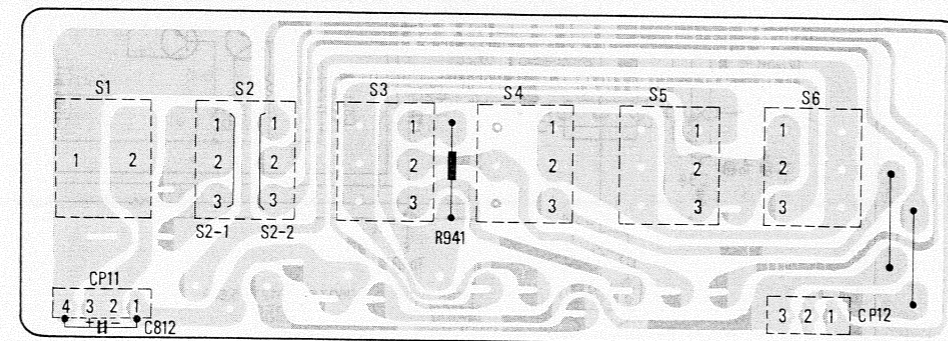 S1 S2 S3 S4 S5 S6
1 1 1 1 1 1
1 2 2 2 2 2 2 2
3 3 3 3 3 3
S2-1 S2-2 R941
CP11
4 3 2 1 3 2 1 CP12
+ - C812